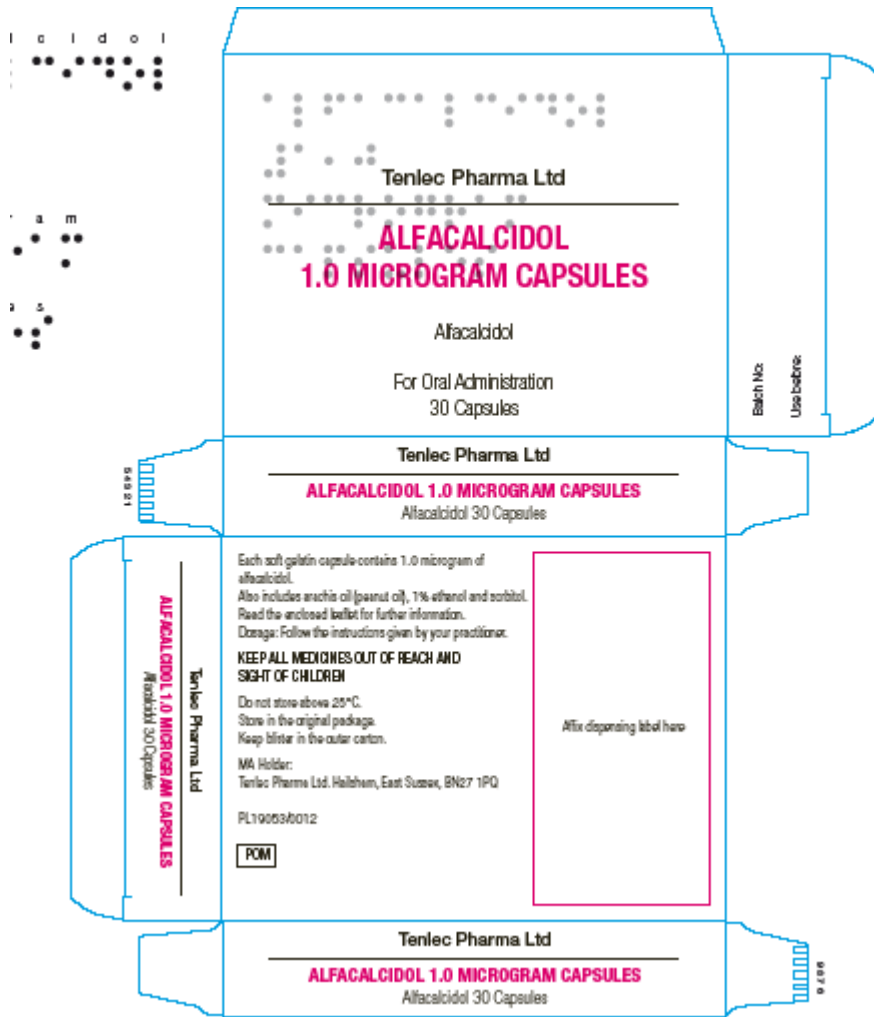 l c i d o l
a m
s
Tenlec Pharma Ltd
ALFACALCIDOL
1.0 MICROGRAM CAPSULES
Alfacalcidol
For Oral Administration
30 Capsules
Batch No:
Use before:
Tenlec Pharma Ltd
ALFACALCIDOL 1.0 MICROGRAM CAPSULES
Alfacalcidol 30 Capsules
Each soft gelatin capsule contains 1.0 microgram of
alfacalcidol.
Also includes arachis oil (peanut oil), 1% ethanol and sorbitol.
Read the enclosed leaflet for further information.
Dosage: Follow the instructions given by your practitioner.
KEEP ALL MEDICINES OUT OF REACH AND
SIGHT OF CHILDREN
Do not store above 25°C.
Store in the original package.
Keep blister in the outer carton.
MA Holder:
Tenlec Pharma Ltd. Hailsham, East Sussex, BN27 1PQ
PL19053/0012
POM
Affix dispensing label here
Tenlec Pharma Ltd
ALFACALCIDOL 1.0 MICROGRAM CAPSULES
Alfacalcidol 30 Capsules
Tenlec Pharma Ltd
ALFACALCIDOL 1.0 MICROGRAM CAPSULES
Alfacalcidol 30 Capsules